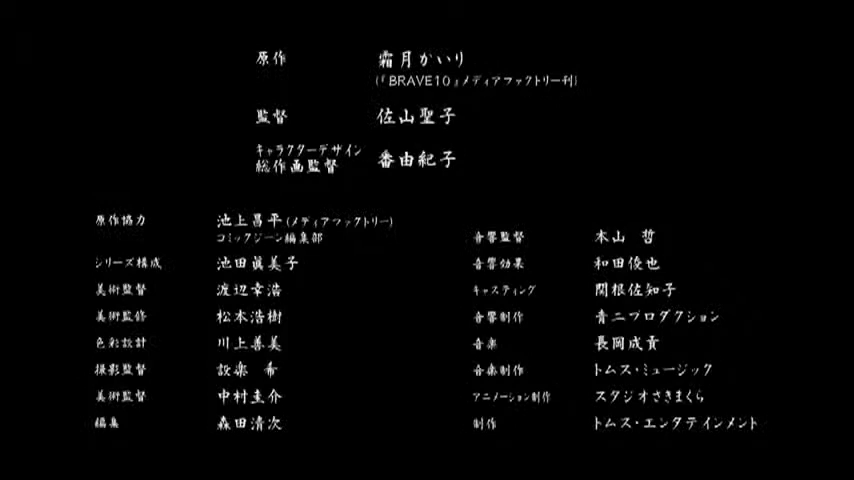 原作 霜月かいり
(『BRAVE10』メディアファクトリー刊)
監督 佐山聖子
キャラクターデザイン
総作画監督 番由紀子
原作協力 池上昌平(メディアファクトリー)
コミックジーン編集部
シリーズ構成 池田眞美子
美術監督 渡辺幸浩
美術監修 松本浩樹
色彩設計 川上善美
撮影監督 設楽 希
美術監督 中村圭介
編集 森田清次
音響監督 本山 哲
音響効果 和田俊也
キャスティング 関根佐知子
音響制作 青二プロダクション
音楽 長岡成貢
音楽制作 トムス・ミュージック
アニメーション制作 スタジオさきまくら
制作 トムス・エンタテインメント